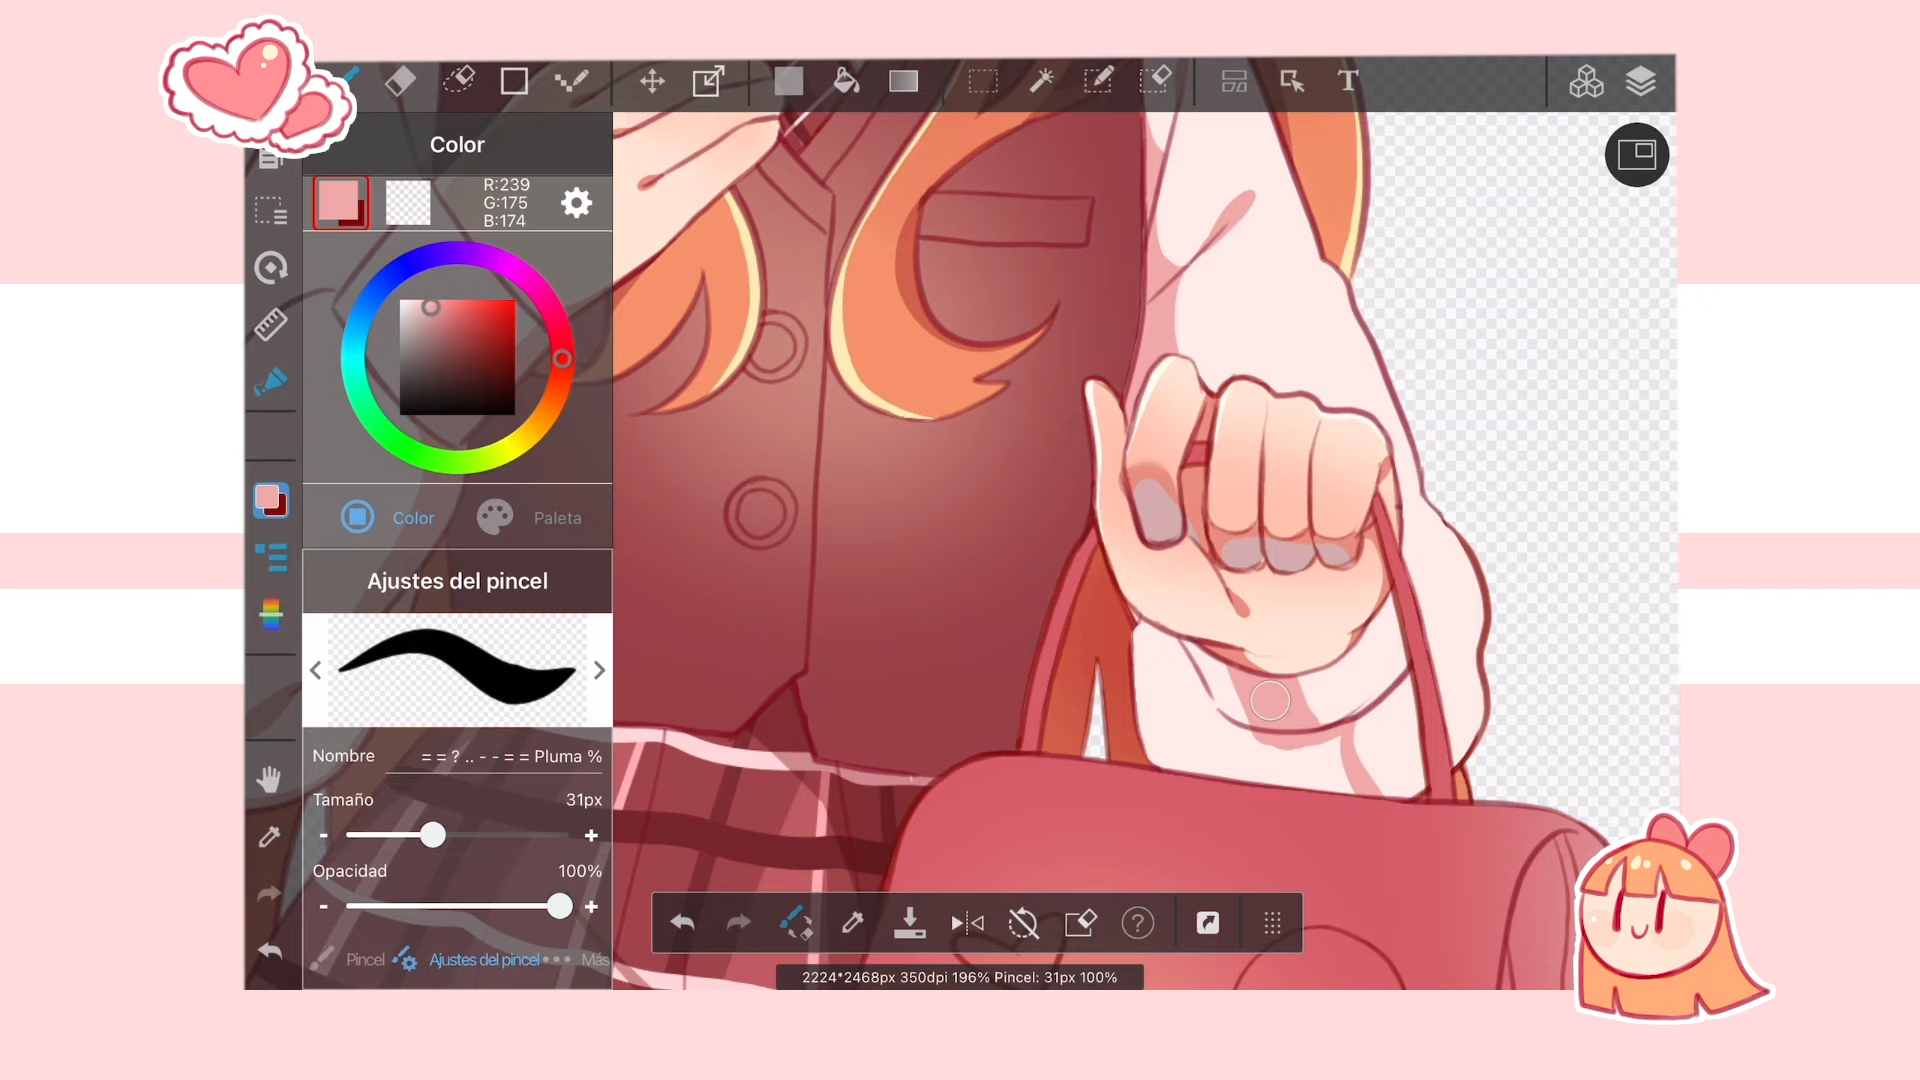 T
Color
R:239
G:175
B:174
Color Paleta
Ajustes del pincel
Nombre = = ? .. - - = = Pluma %
Tamaño 31px
- +
Opacidad 100%
- +
Pincel Ajustes del pincel Más
?
2224*2468px 350dpi 196% Pincel: 31px 100%